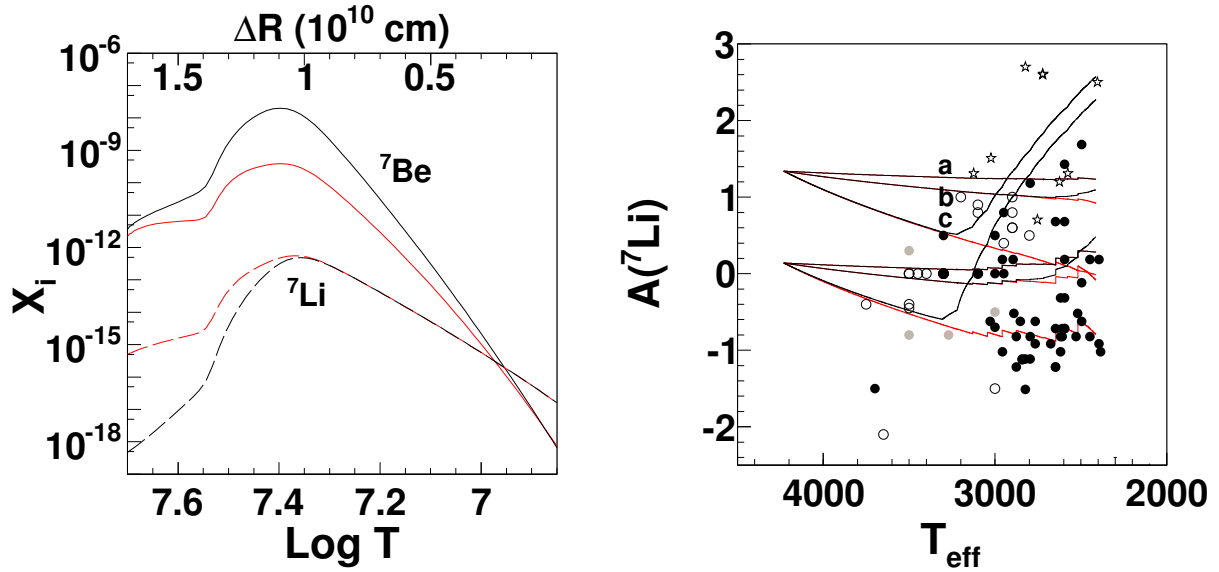 ΔR (10^10 cm)
1.5 1 0.5
10^-6
10^-9
10^-12
10^-15
10^-18
X_i
^7Be
^7Li
7.6 7.4 7.2 7
Log T
3
2
1
0
-1
-2
A(^7Li)
a
b
c
4000 3000 2000
T_eff